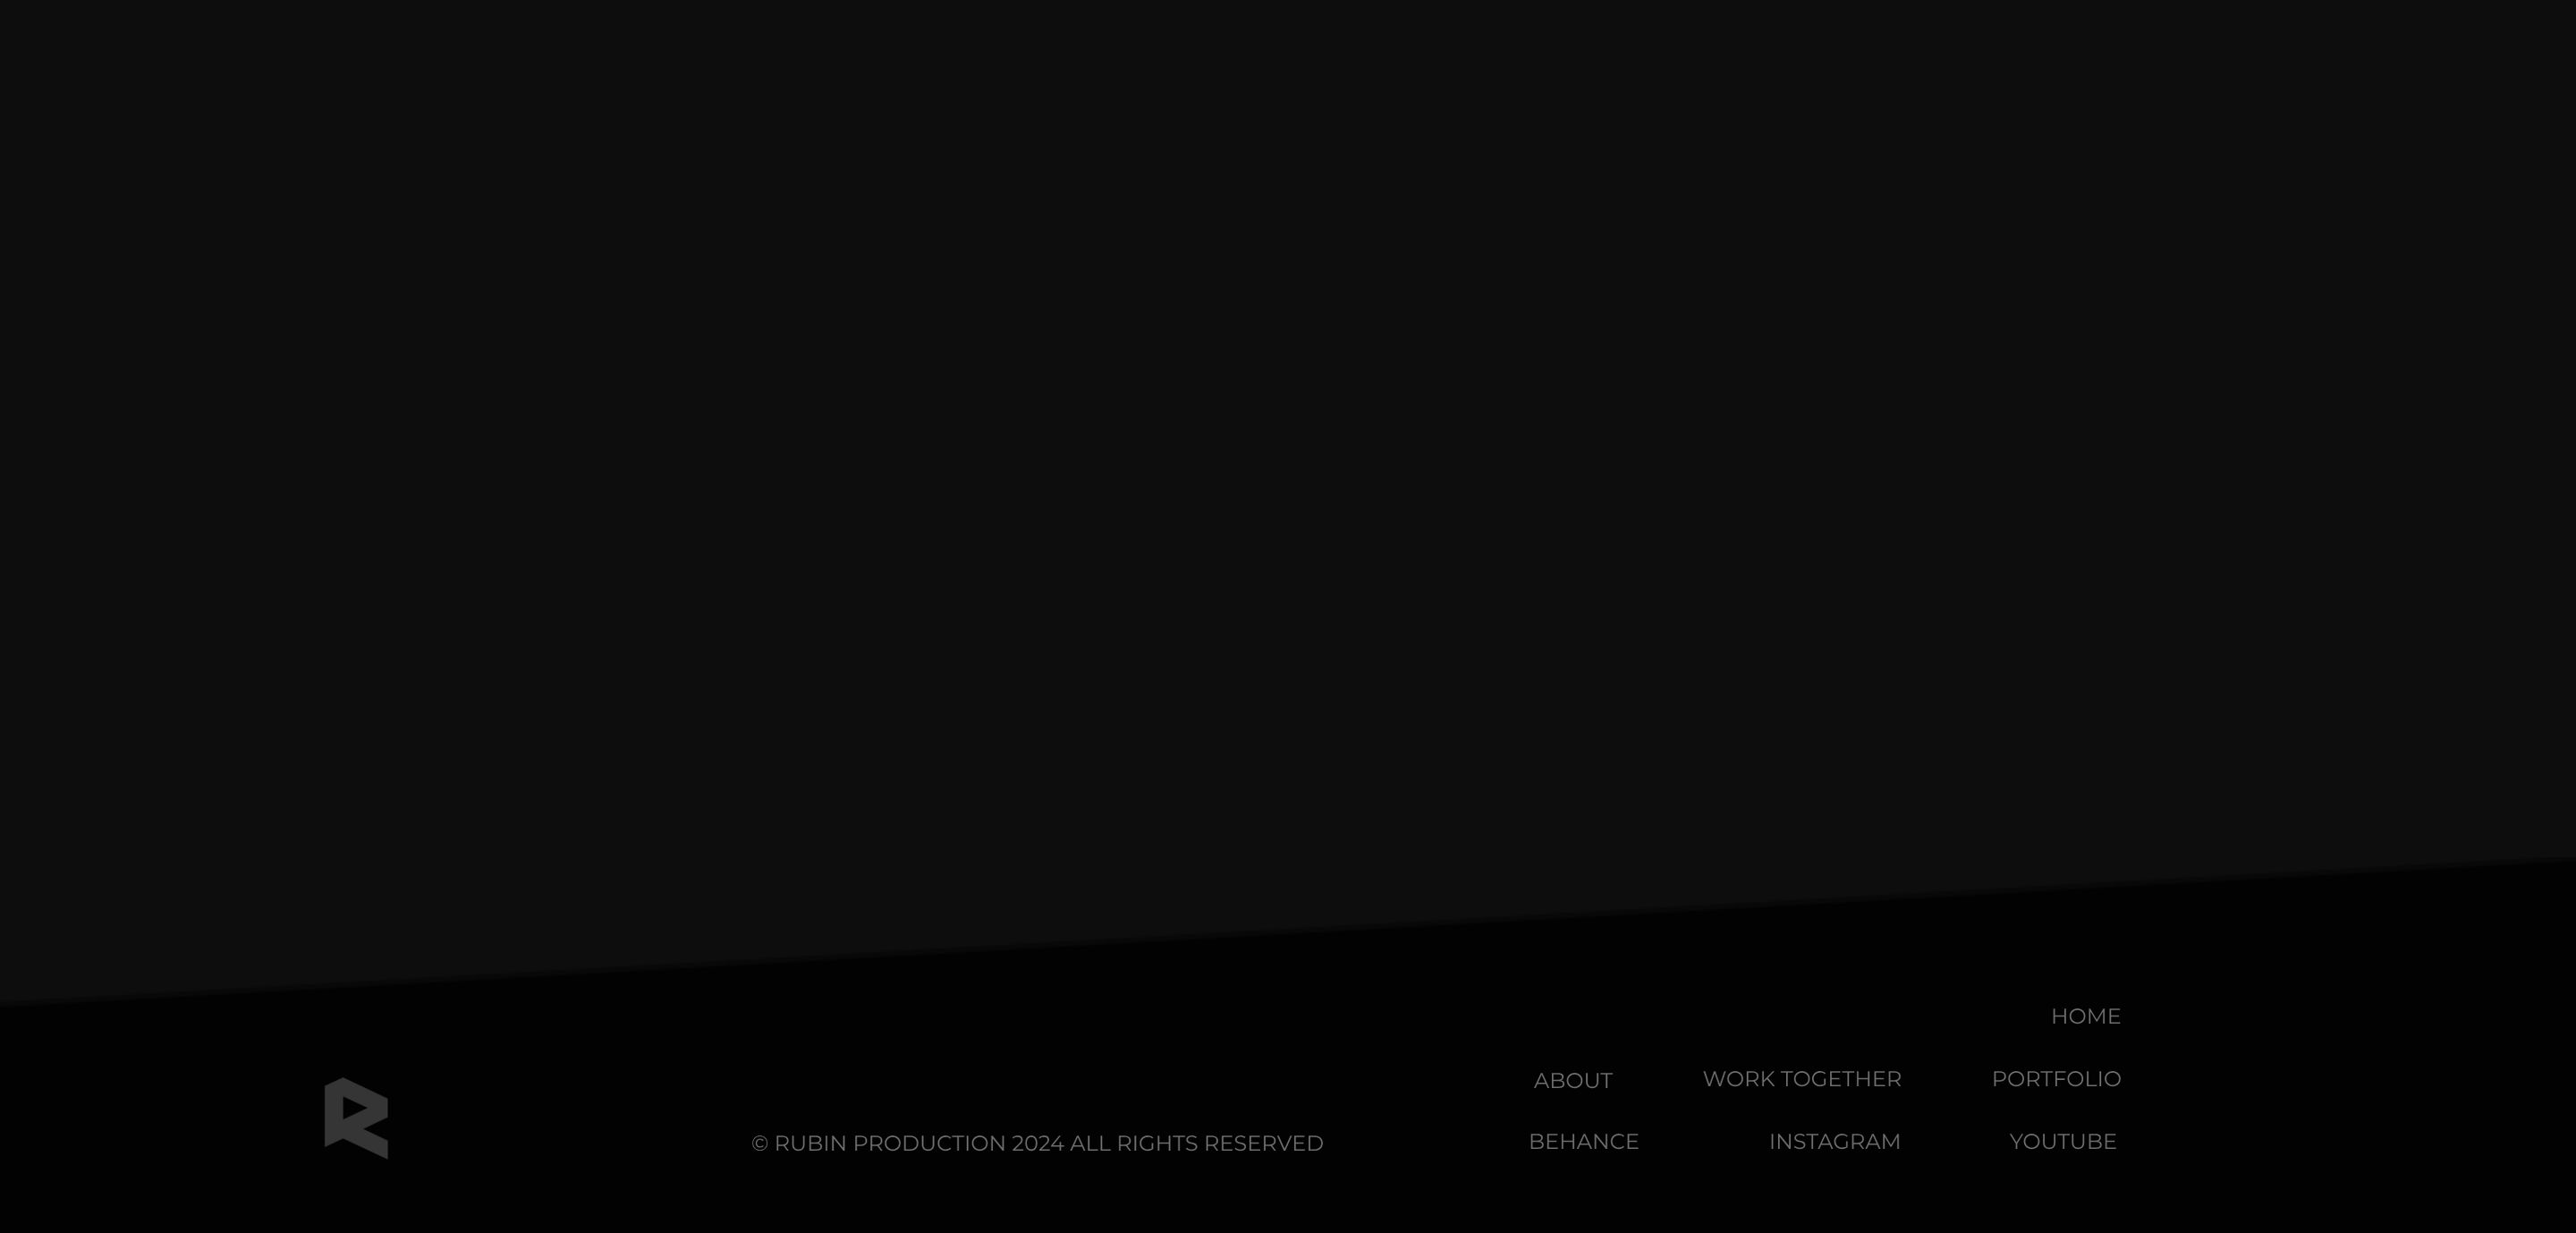 HOME
ABOUT WORK TOGETHER PORTFOLIO
© RUBIN PRODUCTION 2024 ALL RIGHTS RESERVED BEHANCE INSTAGRAM YOUTUBE